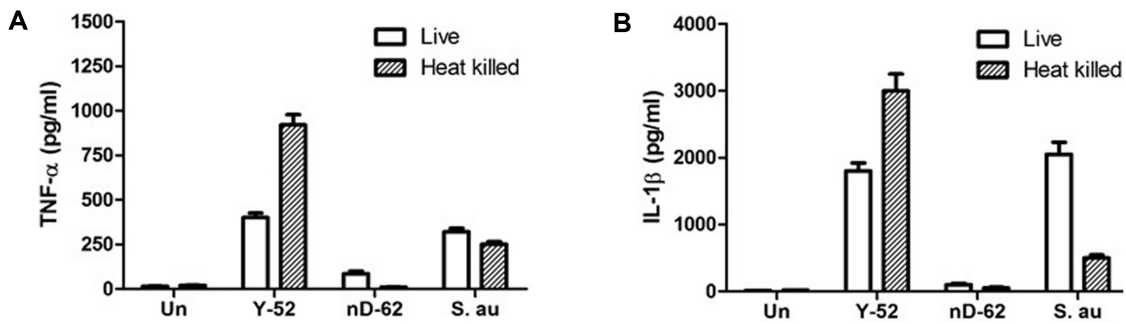 A
1500
1250
1000
750
500
250
0
TNF-α (pg/ml)
Live
Heat killed
Un Y-52 nD-62 S. au
B
4000
3000
2000
1000
0
IL-1β (pg/ml)
Live
Heat killed
Un Y-52 nD-62 S. au